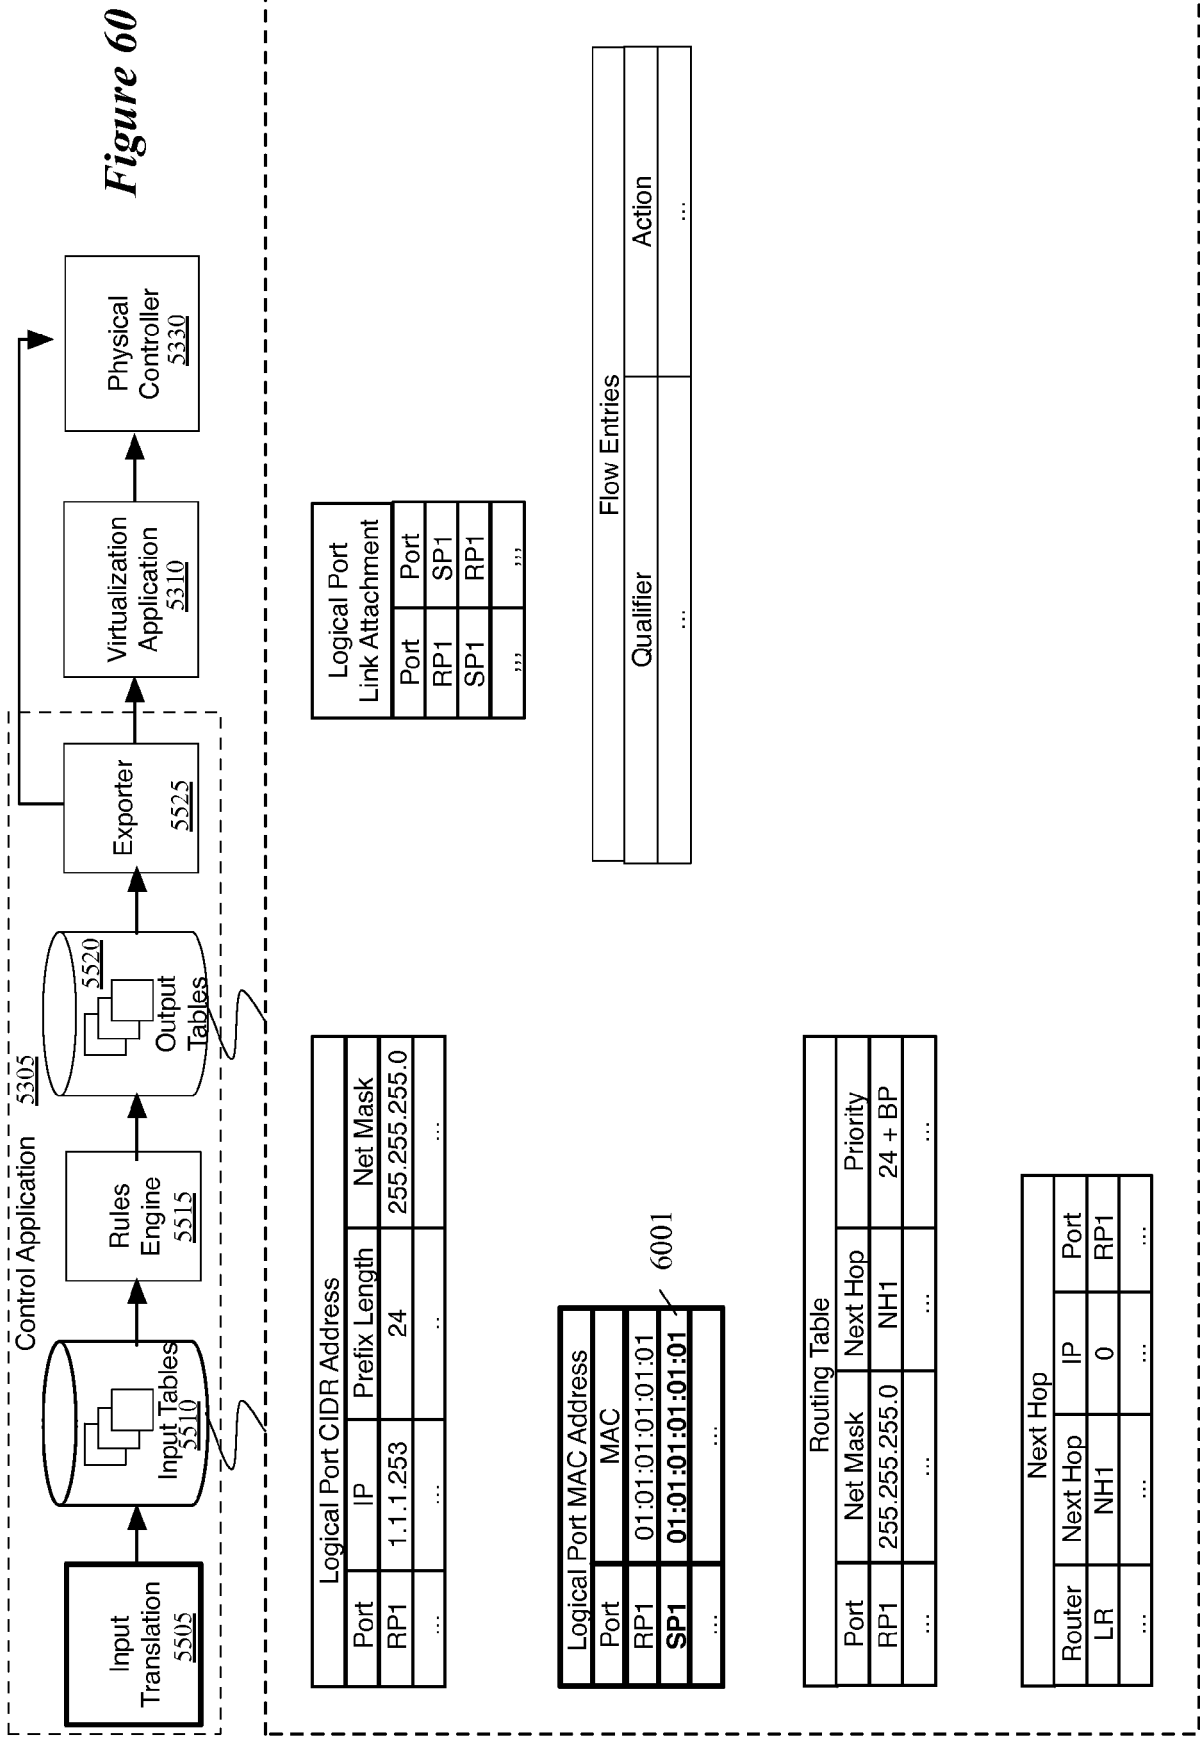 Figure 60
Control Application
5305
Input
Translation
5505
Input Tables
5510
Rules
Engine
5515
5520
Output
Tables
Exporter
5525
Virtualization
Application
5310
Physical
Controller
5330
Logical Port CIDR Address
Port IP Prefix Length Net Mask
RP1 1.1.1.253 24 255.255.255.0
... ... .. ...
Logical Port
Link Attachment
Port Port
RP1 SP1
SP1 RP1
,,, ,,,
Logical Port MAC Address
Port MAC
RP1 01:01:01:01:01:01
SP1 01:01:01:01:01:01
... ...
6001
Flow Entries
Qualifier Action
... ...
Routing Table
Port Net Mask Next Hop Priority
RP1 255.255.255.0 NH1 24 + BP
... ... ... ...
Next Hop
Router Next Hop IP Port
LR NH1 0 RP1
... ... ... ...